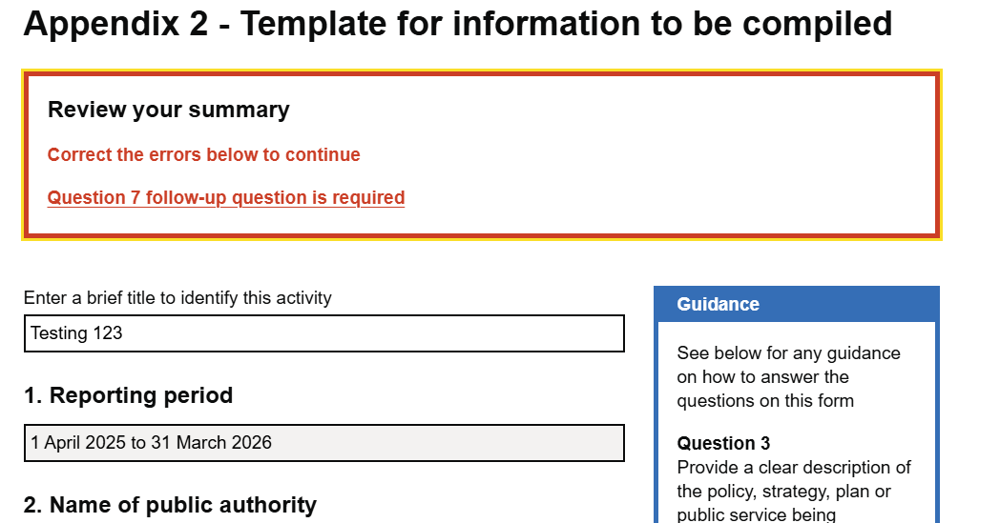 Appendix 2 - Template for information to be compiled
Review your summary
Correct the errors below to continue
Question 7 follow-up question is required
Enter a brief title to identify this activity
Testing 123
1. Reporting period
1 April 2025 to 31 March 2026
2. Name of public authority
Guidance
See below for any guidance
on how to answer the
questions on this form
Question 3
Provide a clear description of
the policy, strategy, plan or
public service being